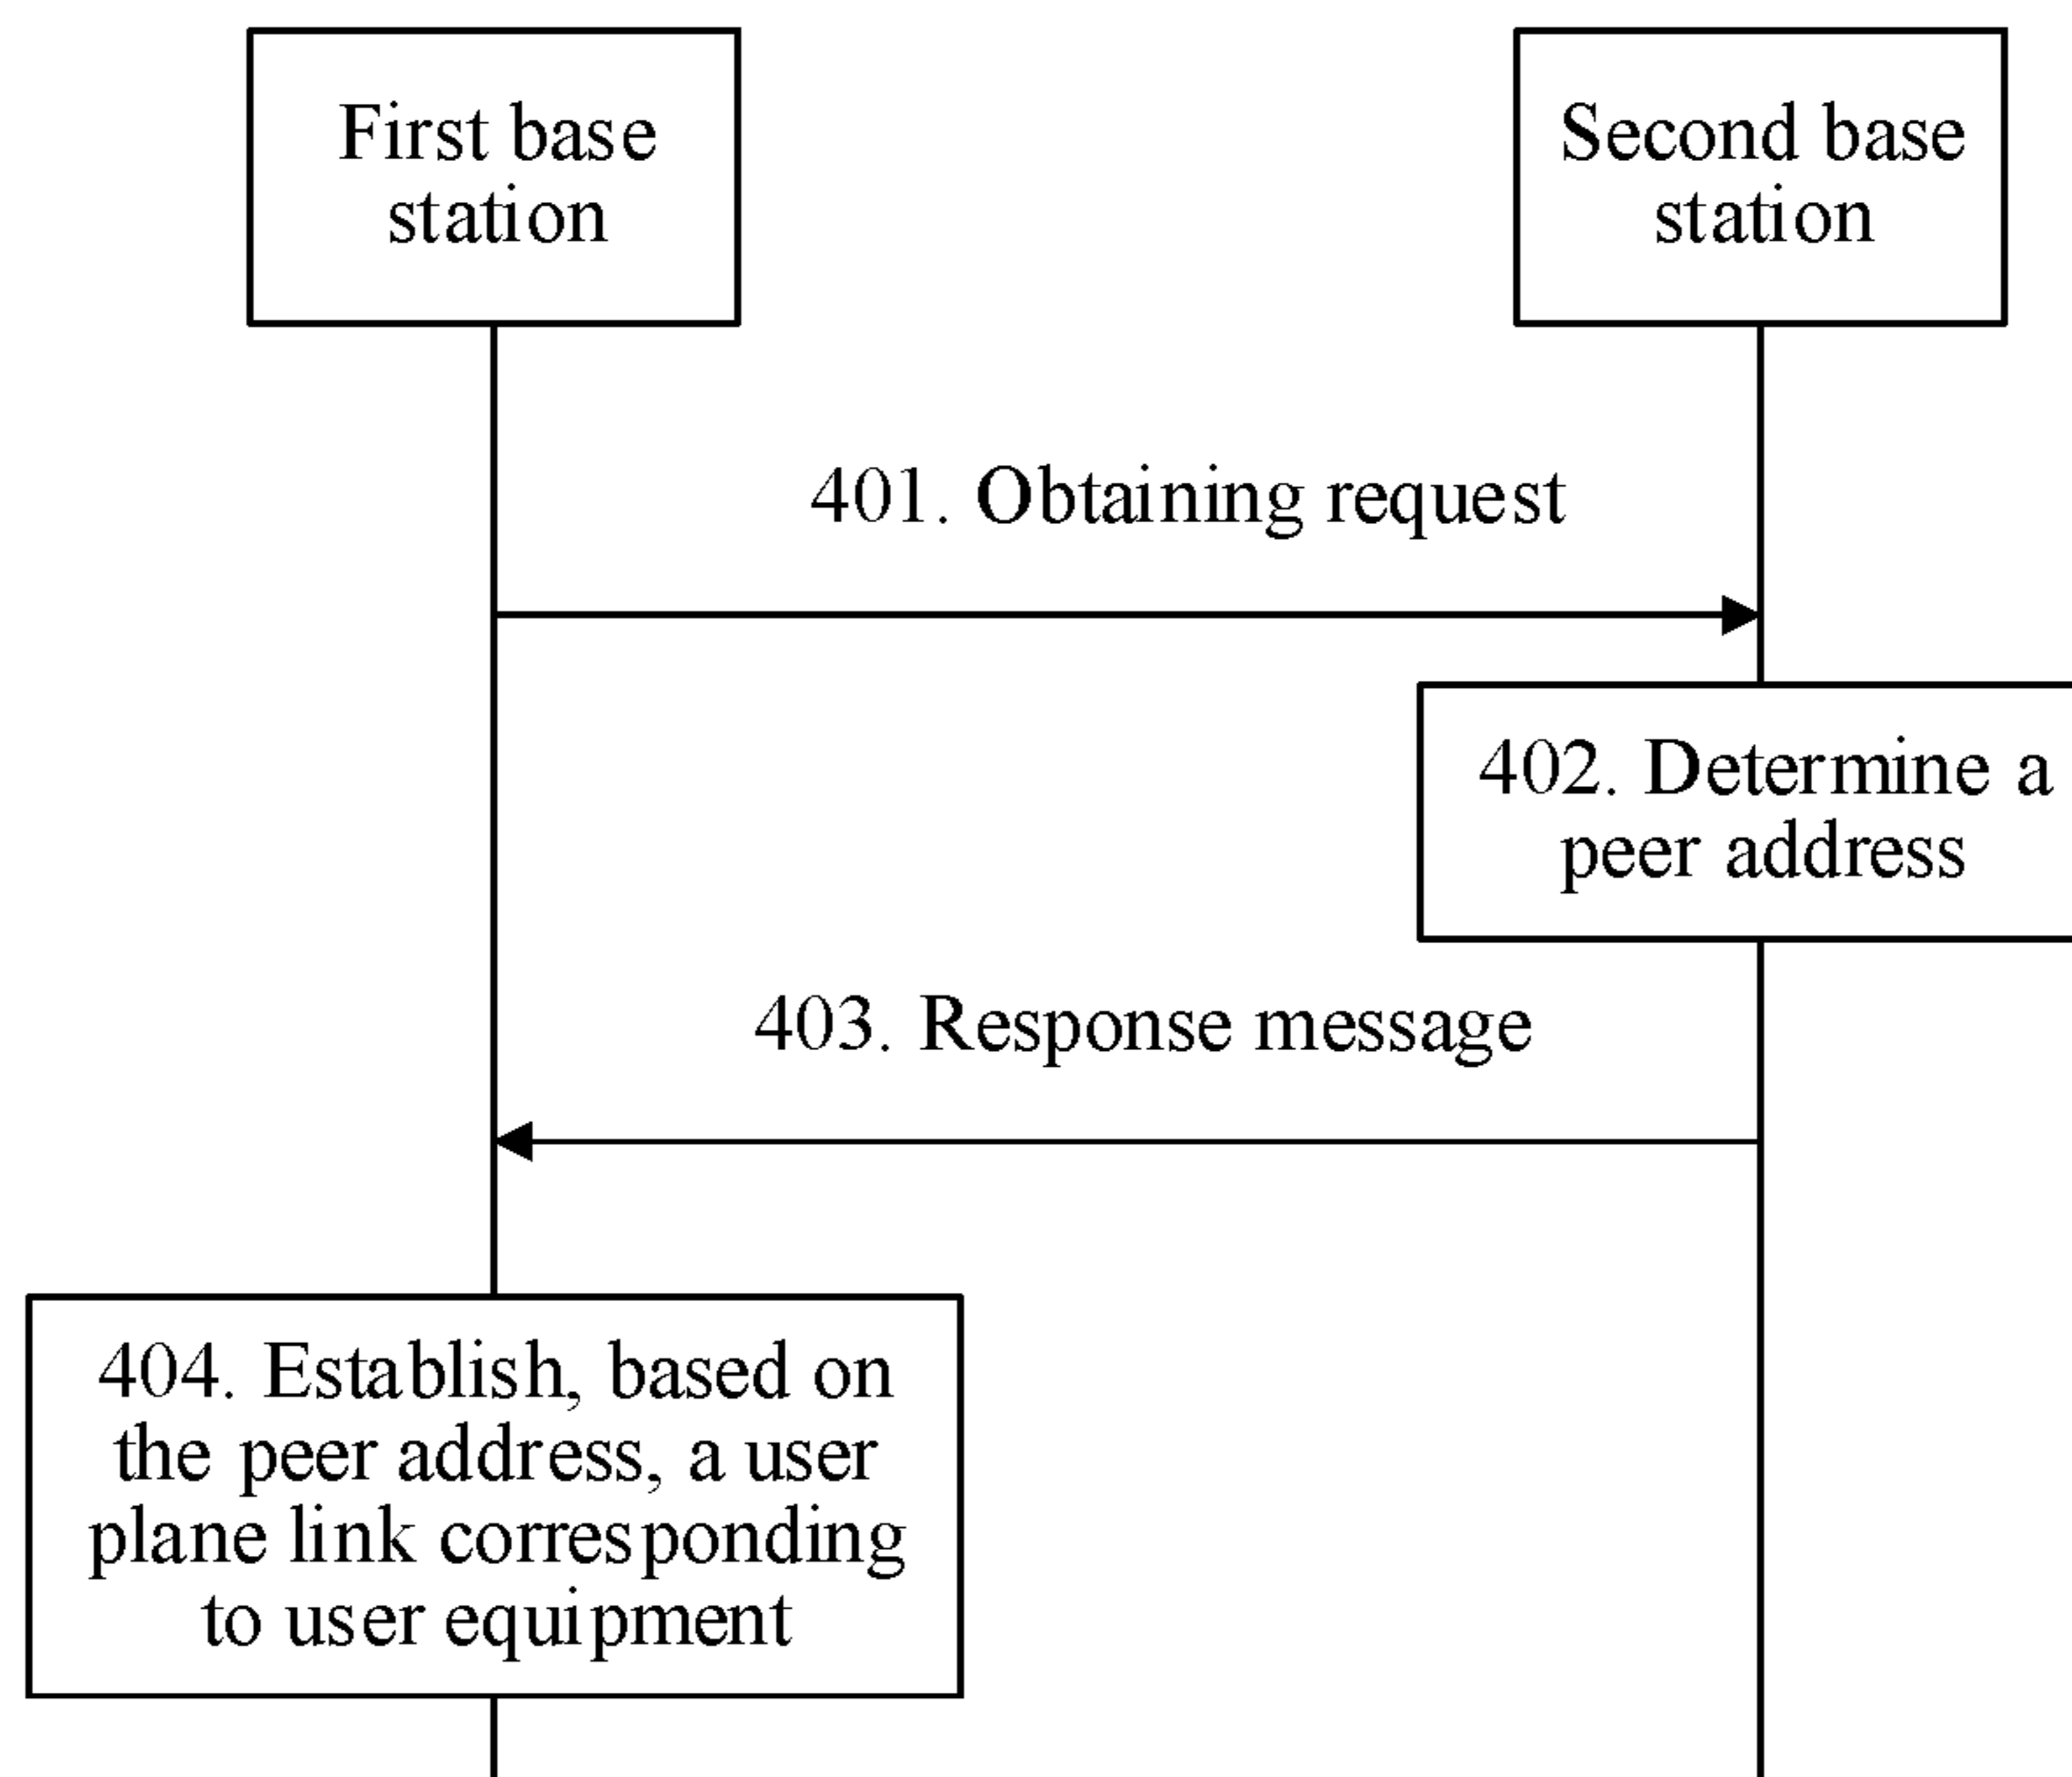 First base
station
Second base
station
401. Obtaining request
402. Determine a
peer address
403. Response message
404. Establish, based on
the peer address, a user
plane link corresponding
to user equipment